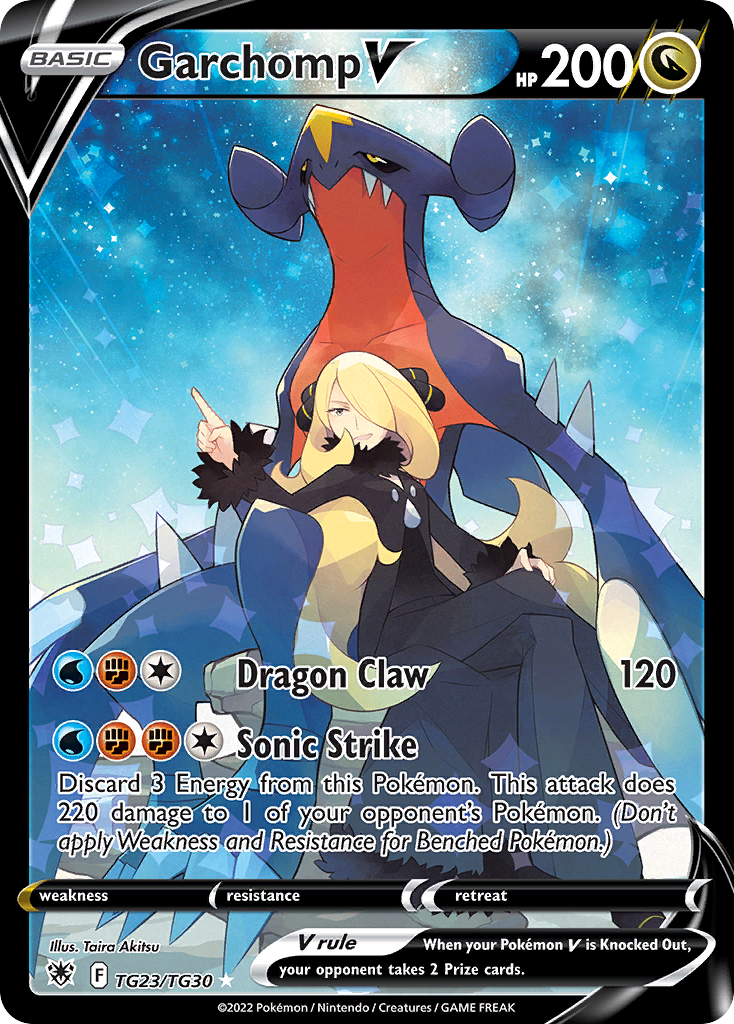 BASIC
Garchomp V
HP 200
Dragon Claw 120
Sonic Strike
Discard 3 Energy from this Pokémon. This attack does
220 damage to 1 of your opponent's Pokémon. (Don't
apply Weakness and Resistance for Benched Pokémon.)
weakness resistance retreat
Illus. Taira Akitsu
V rule When your Pokémon V is Knocked Out,
your opponent takes 2 Prize cards.
F TG23/TG30
©2022 Pokémon / Nintendo / Creatures / GAME FREAK